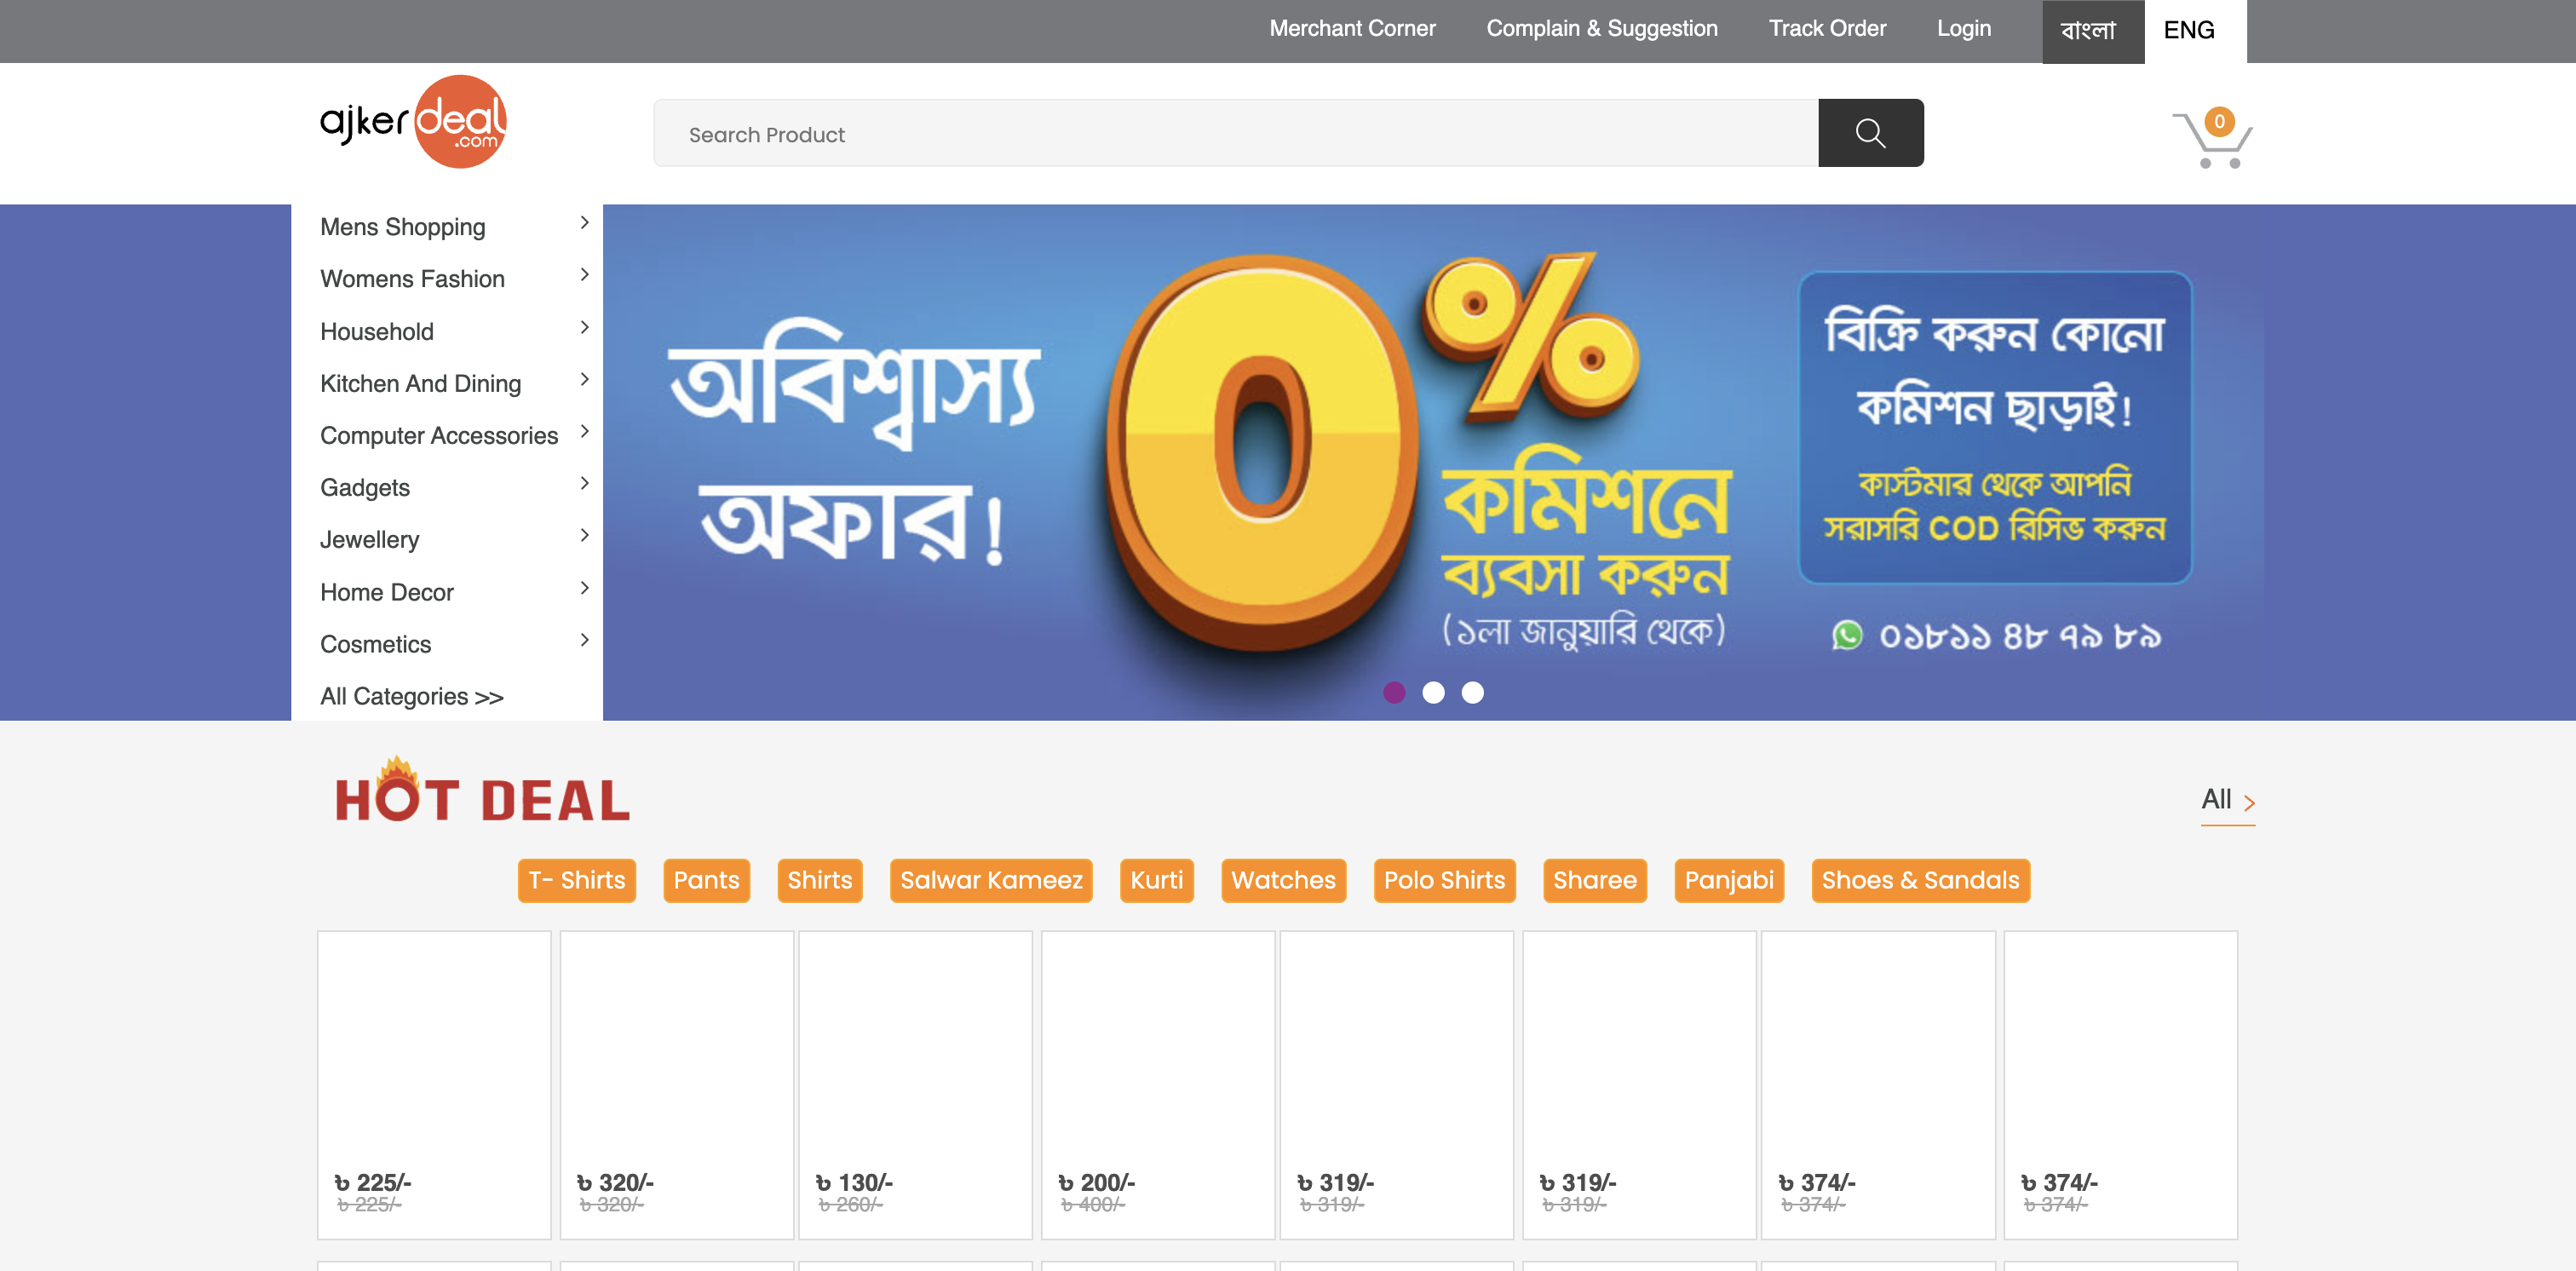 Merchant Corner Complain & Suggestion Track Order Login বাংলা ENG
ajkerdeal
.com
Search Product
0
Mens Shopping
Womens Fashion
Household
Kitchen And Dining
Computer Accessories
Gadgets
Jewellery
Home Decor
Cosmetics
All Categories >>
অবিশ্বাস্য
অফার!
0%
কমিশনে
ব্যবসা করুন
(১লা জানুয়ারি থেকে)
বিক্রি করুন কোনো
কমিশন ছাড়াই!
কাস্টমার থেকে আপনি
সরাসরি COD রিসিভ করুন
০১৮১১ ৪৮ ৭৯ ৮৯
HOT DEAL
All >
T- Shirts Pants Shirts Salwar Kameez Kurti Watches Polo Shirts Sharee Panjabi Shoes & Sandals
৳ 225/- ৳ 320/- ৳ 130/- ৳ 200/- ৳ 319/- ৳ 319/- ৳ 374/- ৳ 374/-
৳ 225/- ৳ 320/- ৳ 260/- ৳ 400/- ৳ 319/- ৳ 319/- ৳ 374/- ৳ 374/-